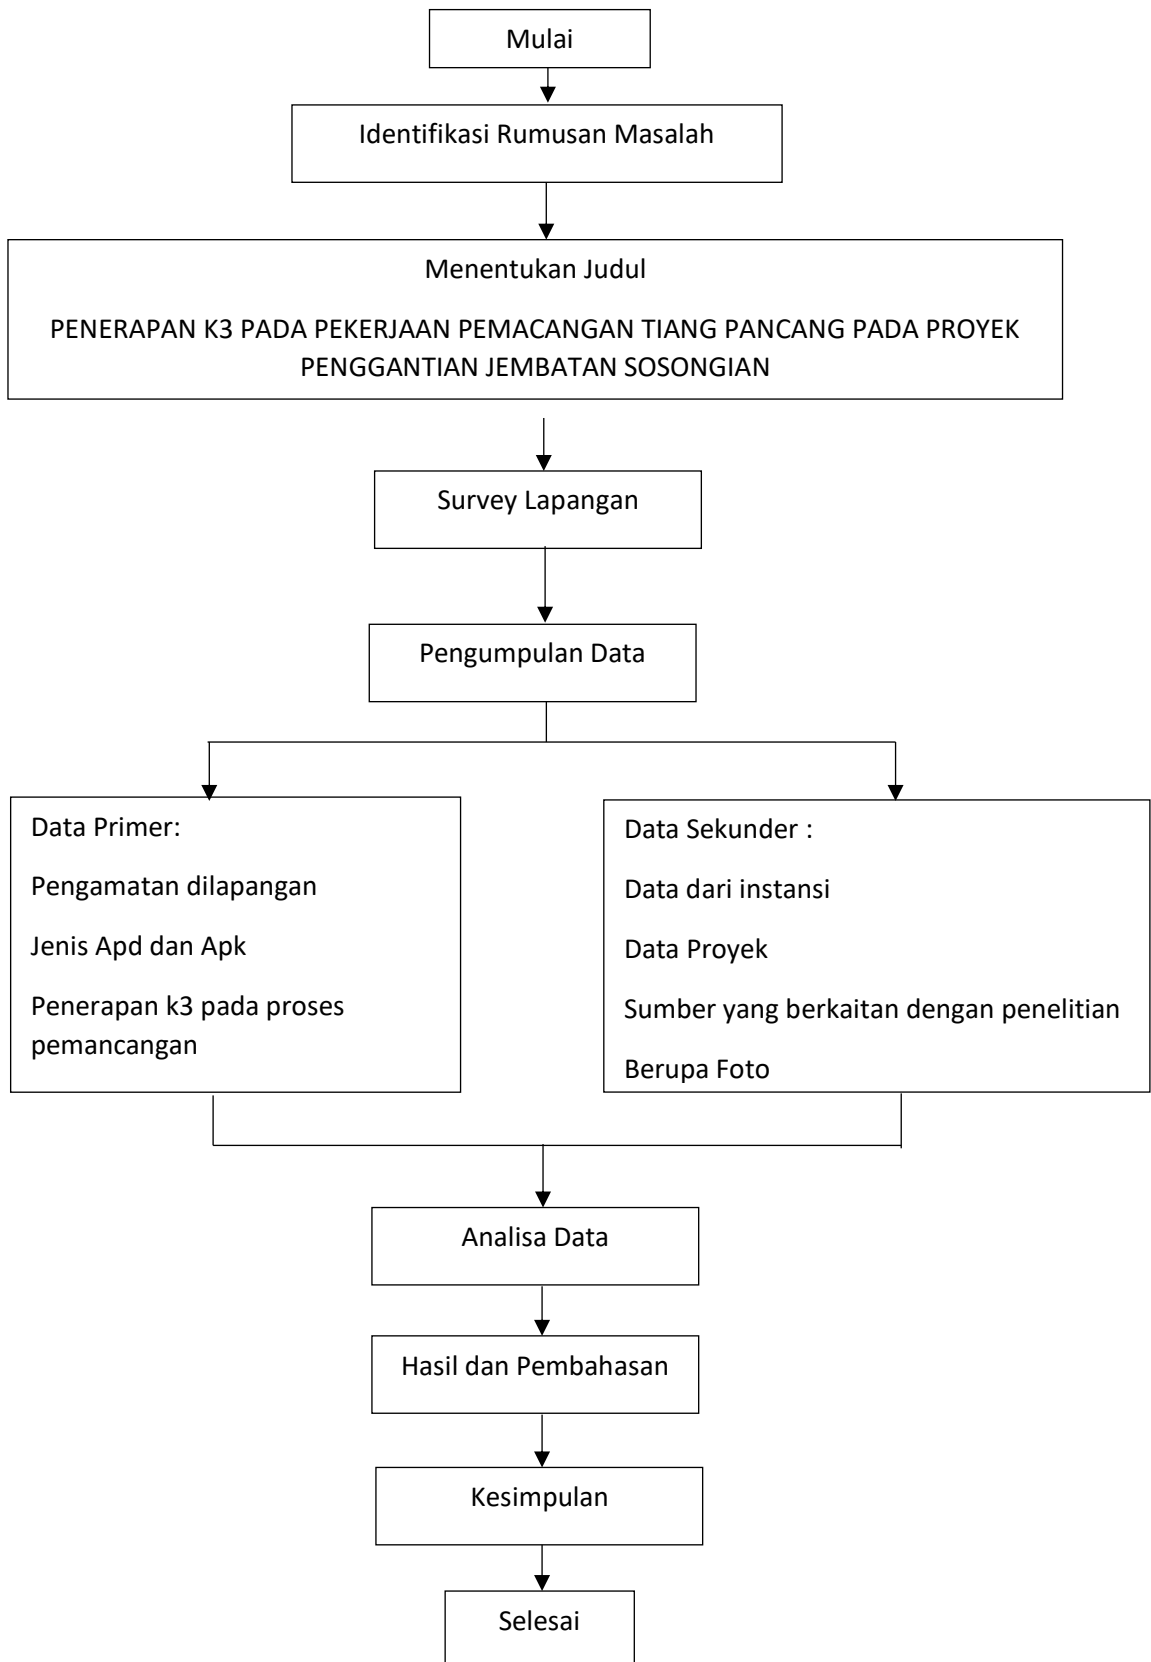 Mulai
Identifikasi Rumusan Masalah
Menentukan Judul
PENERAPAN K3 PADA PEKERJAAN PEMACANGAN TIANG PANCANG PADA PROYEK
PENGGANTIAN JEMBATAN SOSONGIAN
Survey Lapangan
Pengumpulan Data
Data Primer:
Pengamatan dilapangan
Jenis Apd dan Apk
Penerapan k3 pada proses
pemancangan
Data Sekunder :
Data dari instansi
Data Proyek
Sumber yang berkaitan dengan penelitian
Berupa Foto
Analisa Data
Hasil dan Pembahasan
Kesimpulan
Selesai